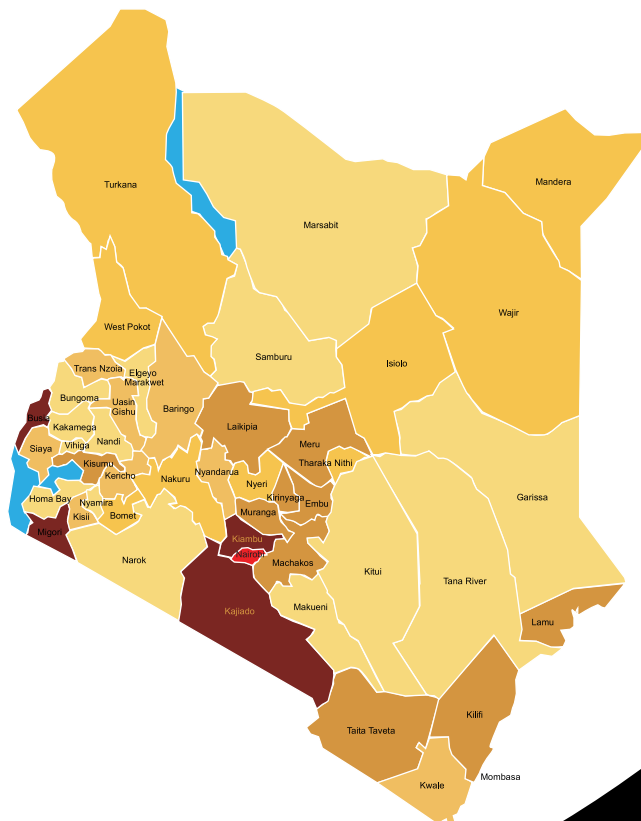 Turkana
Mandera
Marsabit
Wajir
West Pokot
Samburu
Isiolo
Trans Nzoia
Elgeyo
Marakwet
Bungoma
Uasin
Gishu
Baringo
Busia
Kakamega
Laikipia
Nandi
Meru
Siaya
Vihiga
Kisumu
Tharaka Nithi
Nyandarua
Kericho
Nakuru
Nyeri
Kirinyaga
Garissa
Homa Bay
Nyamira
Embu
Muranga
Kisii
Bomet
Migori
Kiambu
Nairobi
Narok
Machakos
Kitui
Tana River
Makueni
Kajiado
Lamu
Kilifi
Taita Taveta
Mombasa
Kwale